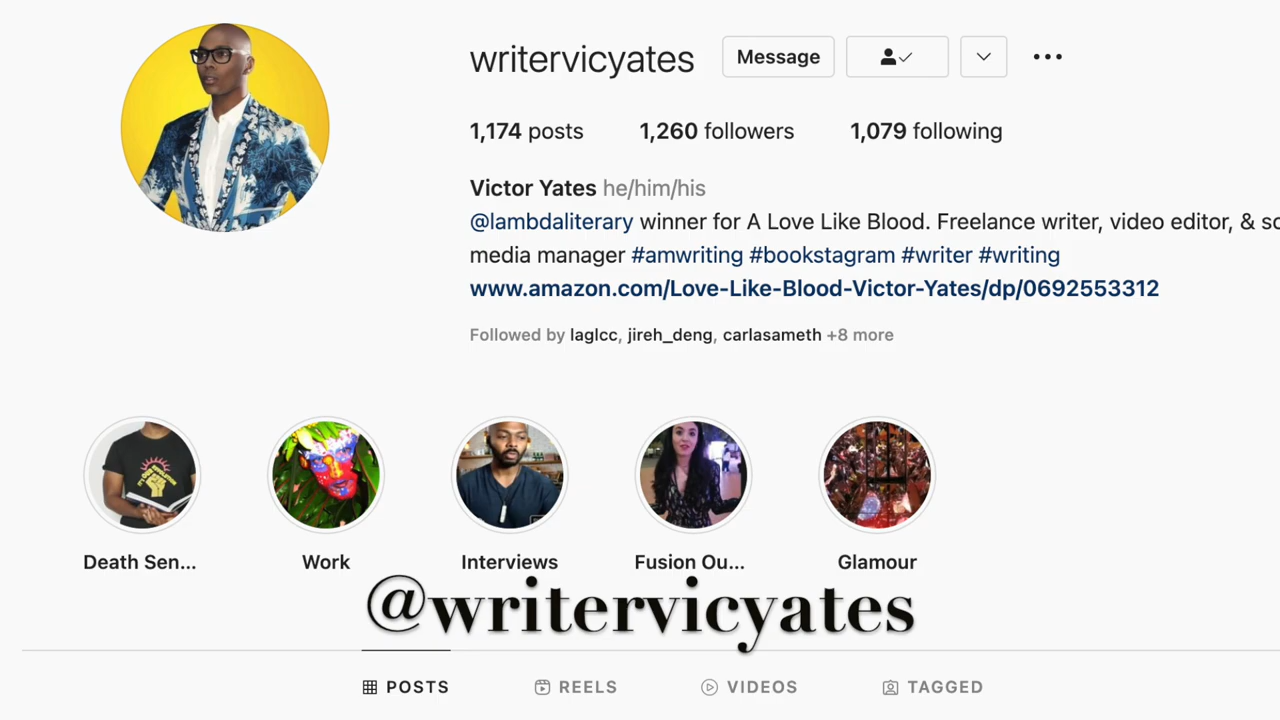 writervicyates Message
1,174 posts 1,260 followers 1,079 following
Victor Yates he/him/his
@lambdaliterary winner for A Love Like Blood. Freelance writer, video editor, & so
media manager #amwriting #bookstagram #writer #writing
www.amazon.com/Love-Like-Blood-Victor-Yates/dp/0692553312
Followed by laglcc, jireh_deng, carlasameth +8 more
Death Sen... Work Interviews Fusion Ou... Glamour
@writervicyates
POSTS REELS VIDEOS TAGGED